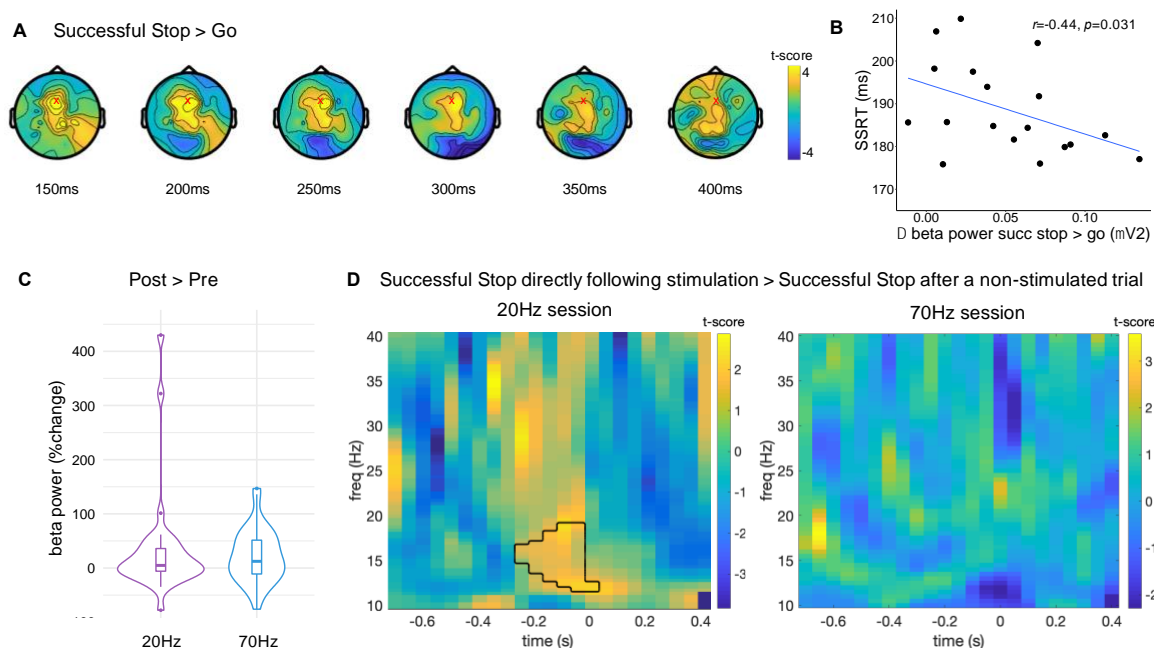 A Successful Stop > Go
t-score
4
-4
150ms 200ms 250ms 300ms 350ms 400ms
B
r=-0.44, p=0.031
SSRT (ms)
210
200
190
180
170
0.00 0.05 0.10
D beta power succ stop > go (mV2)
C Post > Pre
beta power (%change)
400
300
200
100
0
20Hz 70Hz
D Successful Stop directly following stimulation > Successful Stop after a non-stimulated trial
20Hz session
t-score
freq (Hz)
40
35
30
25
20
15
10
-0.6 -0.4 -0.2 0 0.2 0.4
time (s)
2
1
0
-1
-2
-3
70Hz session
t-score
freq (Hz)
40
35
30
25
20
15
10
-0.6 -0.4 -0.2 0 0.2 0.4
time (s)
3
2
1
0
-1
-2